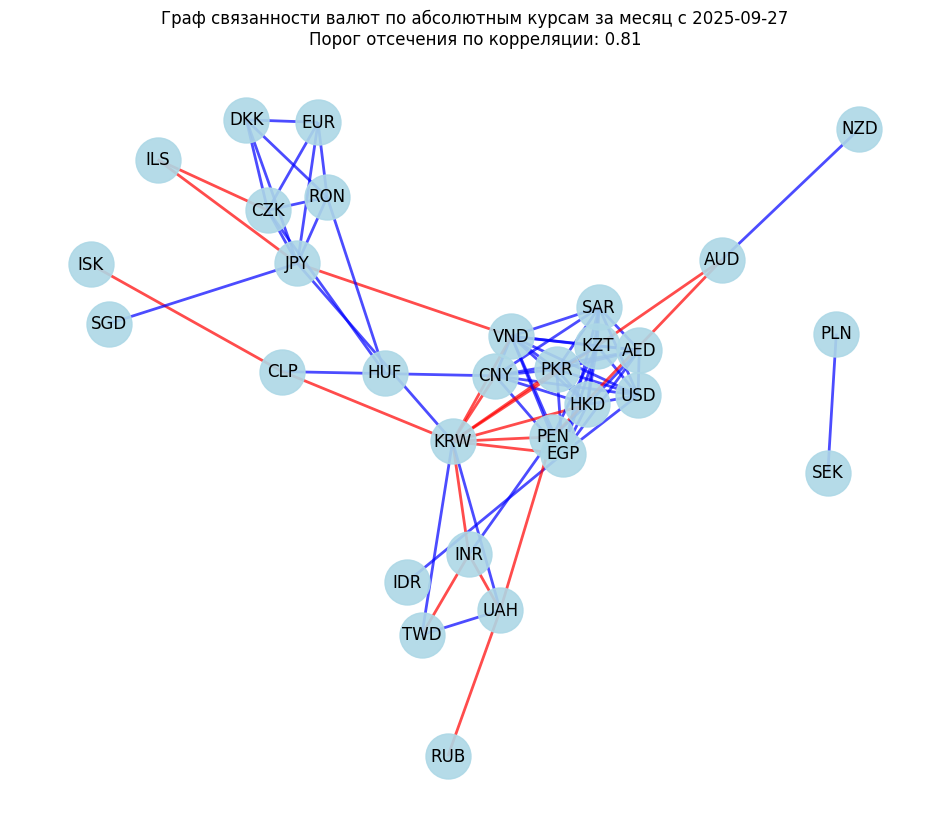 Граф связанности валют по абсолютным курсам за месяц с 2025-09-27
Порог отсечения по корреляции: 0.81
DKK
EUR
NZD
ILS
RON
CZK
AUD
JPY
ISK
SAR
SGD
PLN
VND
KZT
AED
CLP
HUF
CNY
PKR
USD
HKD
KRW
PEN
EGP
SEK
INR
IDR
UAH
TWD
RUB